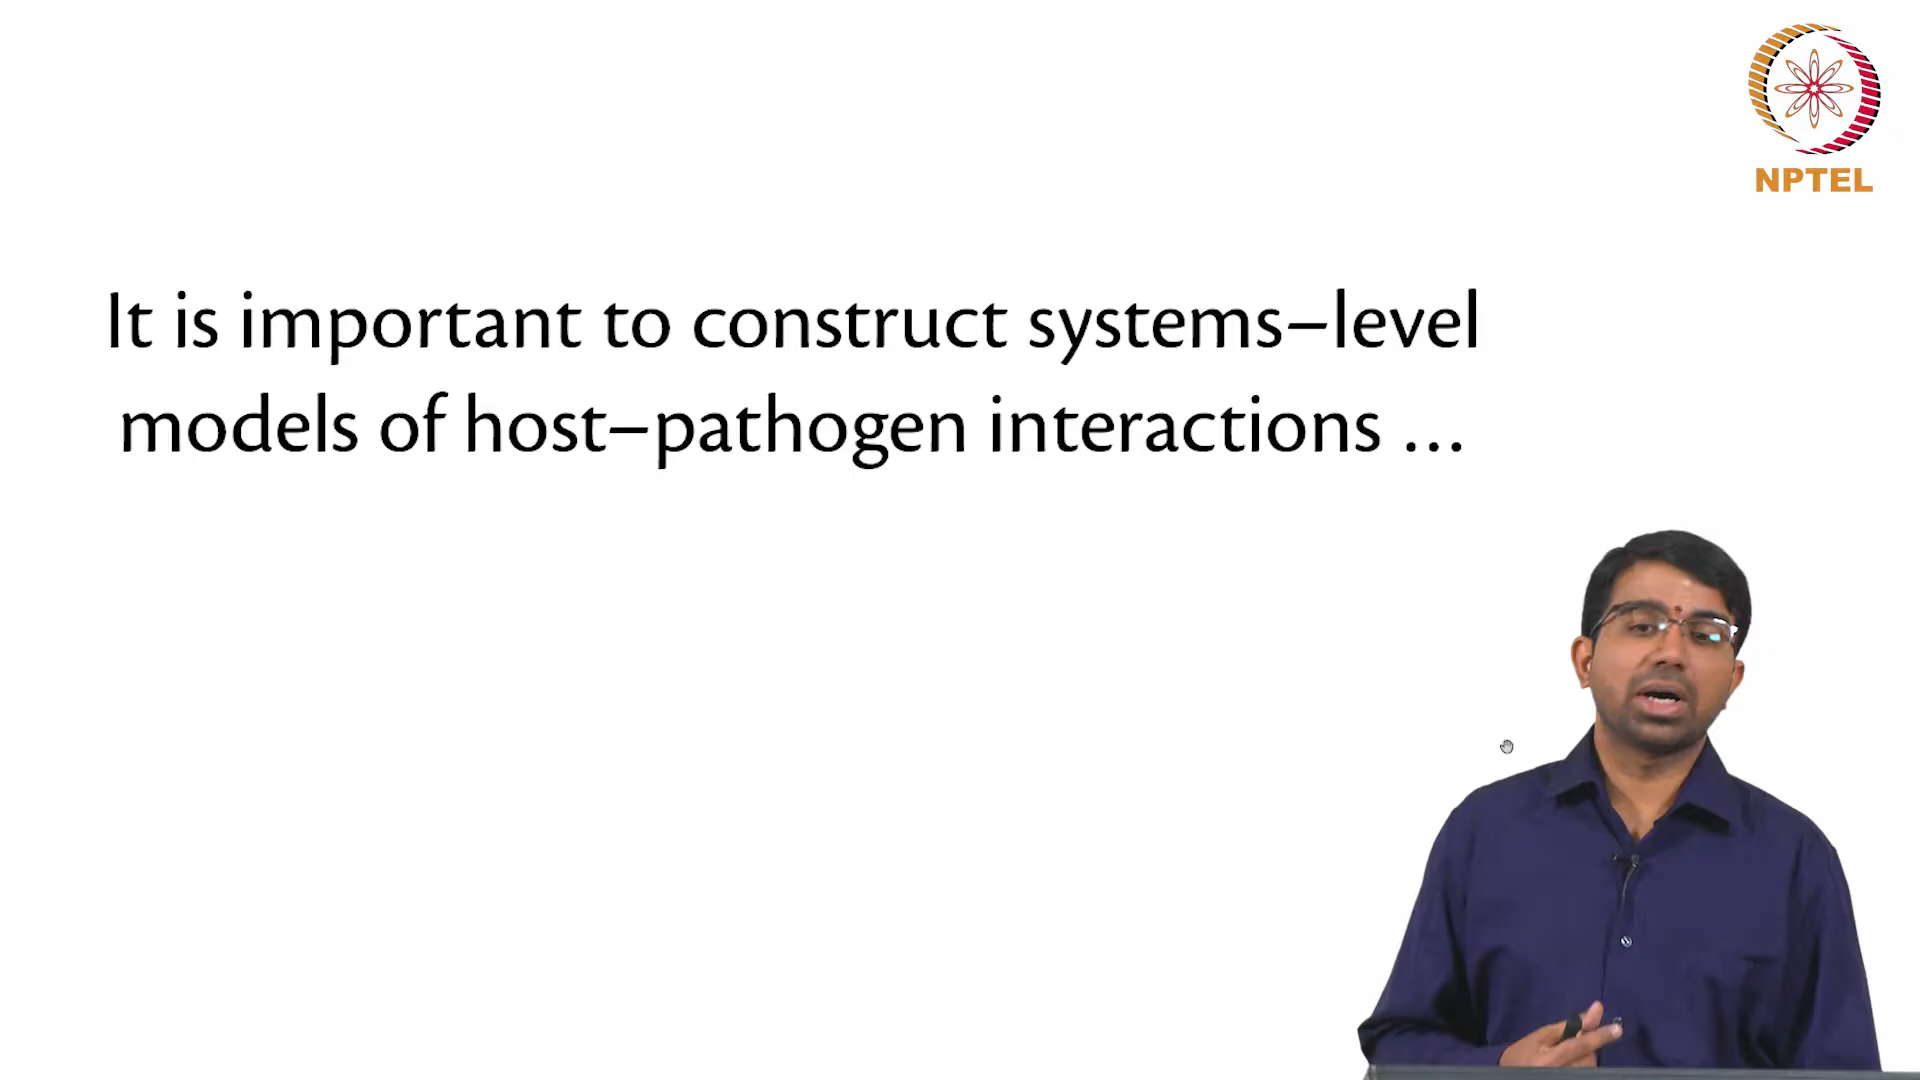 NPTEL
It is important to construct systems–level
models of host–pathogen interactions ...